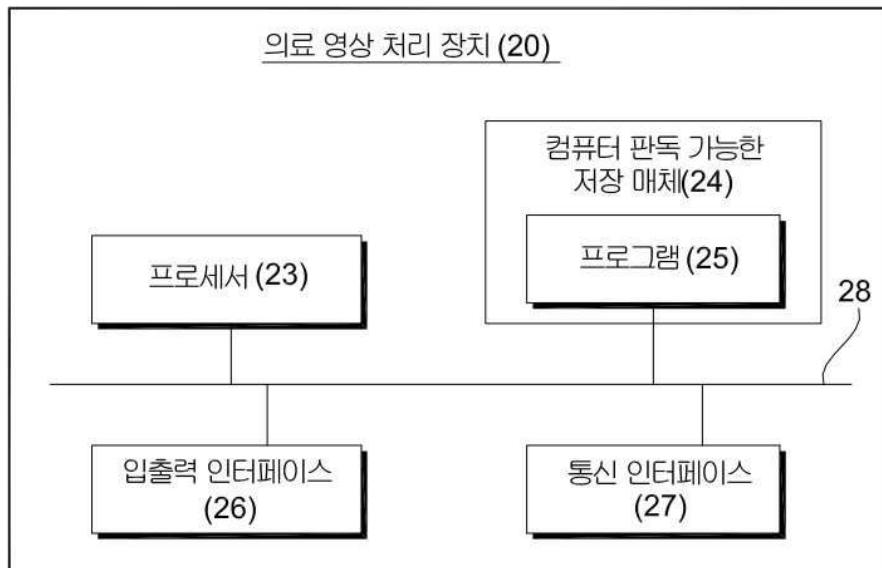 의료 영상 처리 장치 (20)
컴퓨터 판독 가능한
저장 매체(24)
프로세서 (23)
프로그램 (25)
28
입출력 인터페이스
(26)
통신 인터페이스
(27)